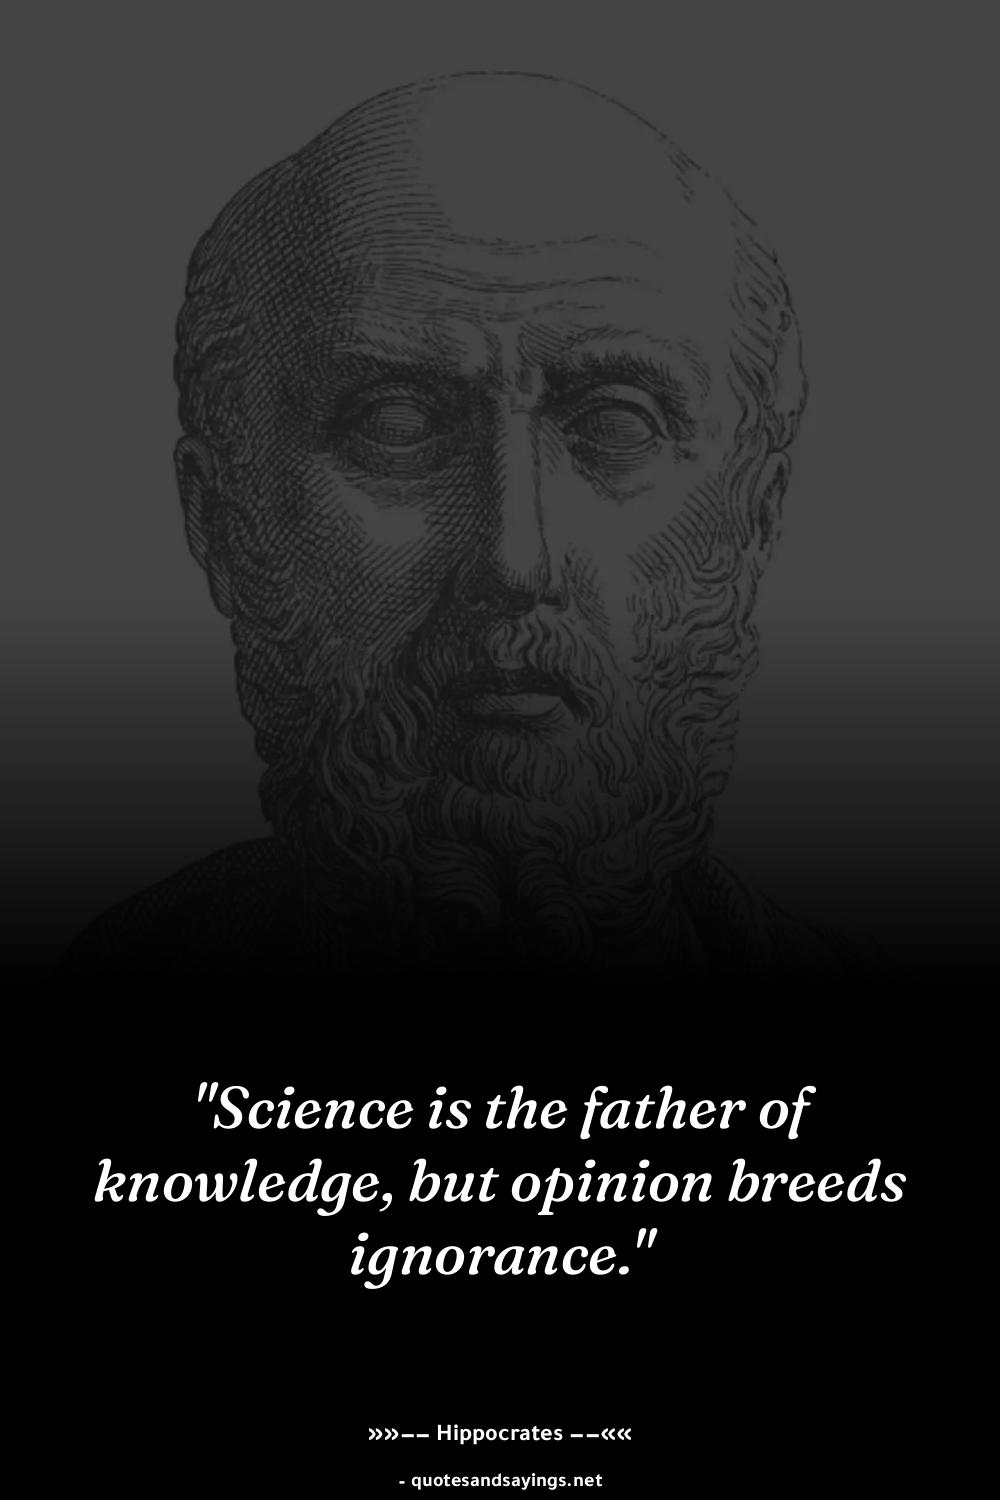 "Science is the father of
knowledge, but opinion breeds
ignorance."
»»–– Hippocrates ––««
- quotesandsayings.net